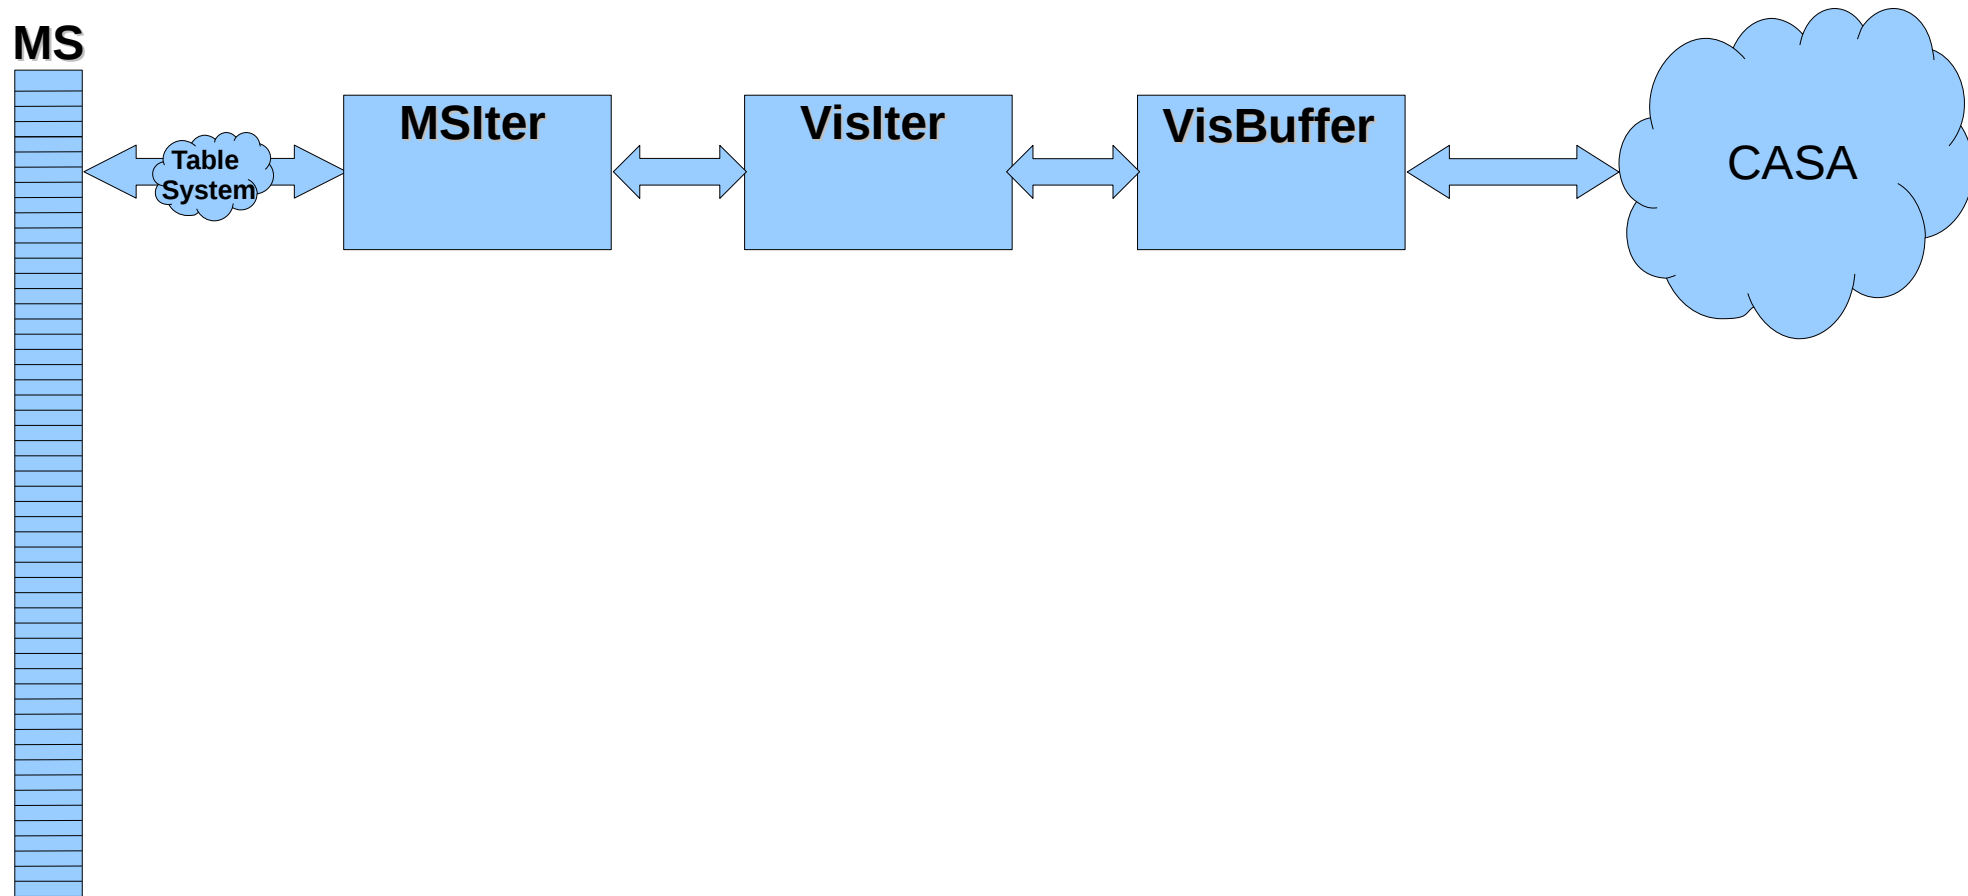 MS
Table
System
MSIter
VisIter
VisBuffer
CASA